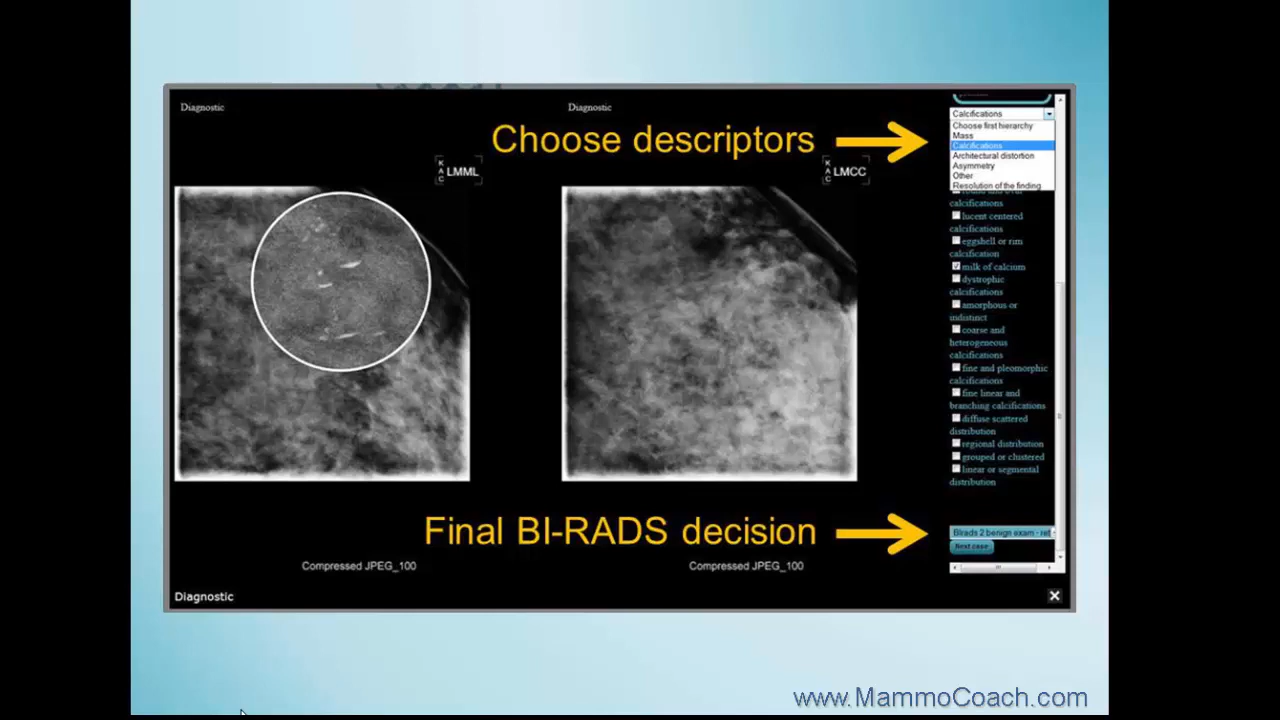 Diagnostic
Diagnostic
Choose descriptors
KAC
LMML
KAC
LMCC
Calcifications
Choose first hierarchy
Mass
Calcifications
Architectural distortion
Asymmetry
Other
Resolution of the finding
calcifications
lucent centered
calcifications
eggshell or rim
calcification
milk of calcium
dystrophic
calcifications
amorphous or
indistinct
coarse and
heterogeneous
calcifications
fine and pleomorphic
calcifications
fine linear and
branching calcifications
diffuse scattered
distribution
regional distribution
grouped or clustered
linear or segmental
distribution
Final BI-RADS decision
BIrads 2 benign exam - ret
Next case
Compressed JPEG_100
Compressed JPEG_100
Diagnostic
www.MammoCoach.com